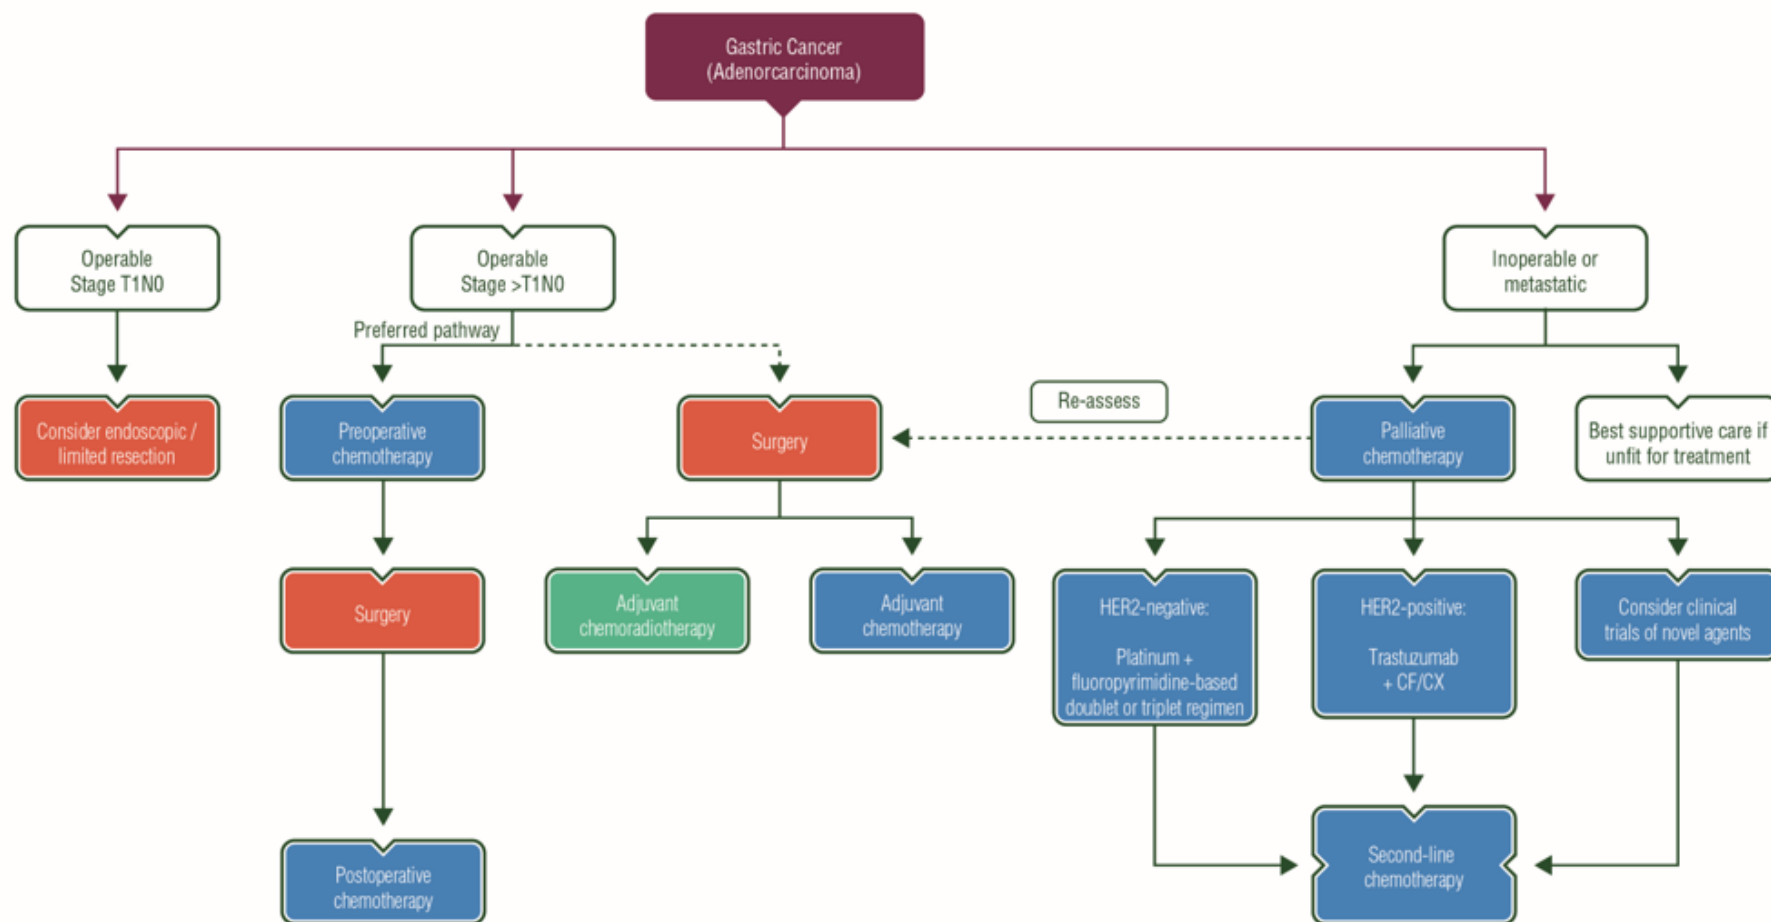 Gastric Cancer
(Adenorcarcinoma)
Operable
Stage T1N0
Operable
Stage >T1N0
Inoperable or
metastatic
Preferred pathway
Consider endoscopic /
limited resection
Preoperative
chemotherapy
Surgery
Re-assess
Palliative
chemotherapy
Best supportive care if
unfit for treatment
Surgery
Adjuvant
chemoradiotherapy
Adjuvant
chemotherapy
HER2-negative:
Platinum +
fluoropyrimidine-based
doublet or triplet regimen
HER2-positive:
Trastuzumab
+ CF/CX
Consider clinical
trials of novel agents
Postoperative
chemotherapy
Second-line
chemotherapy